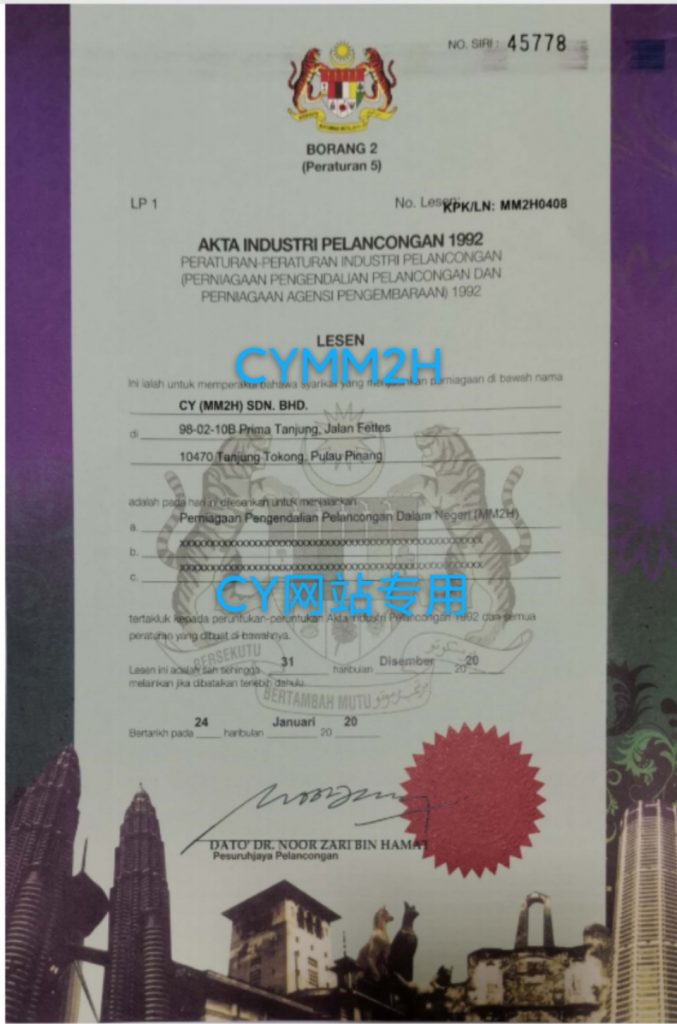 NO. SIRI : 45778
BORANG 2
(Peraturan 5)
LP 1
No. Lesen: KPK/LN: MM2H0408
AKTA INDUSTRI PELANCONGAN 1992
PERATURAN-PERATURAN INDUSTRI PELANCONGAN
(PERNIAGAAN PENGENDALIAN PELANCONGAN DAN
PERNIAGAAN AGENSI PENGEMBARAAN) 1992
LESEN
CYMM2H
Ini ialah untuk memperakui bahawa syarikat yang menjalankan perniagaan di bawah nama
CY (MM2H) SDN. BHD.
di 98-02-10B Prima Tanjung, Jalan Fettes
10470 Tanjung Tokong, Pulau Pinang
adalah pada hari ini dilesenkan untuk menjalankan
a. Perniagaan Pengendalian Pelancongan Dalam Negeri (MM2H)
b.
c.
CY网站专用
tertakluk kepada peruntukan-peruntukan Akta Industri Pelancongan 1992 dan semua
peraturan yang dibuat di bawahnya.
BERSEKUTU
Lesen ini adalah sah sehingga 31 haribulan Disember 20 20
melainkan jika dibatalkan terlebih dahulu.
BERTAMBAH MUTU
Bertarikh pada 24 haribulan Januari 20 20
DATO' DR. NOOR ZARI BIN HAMAT
Pesuruhjaya Pelancongan